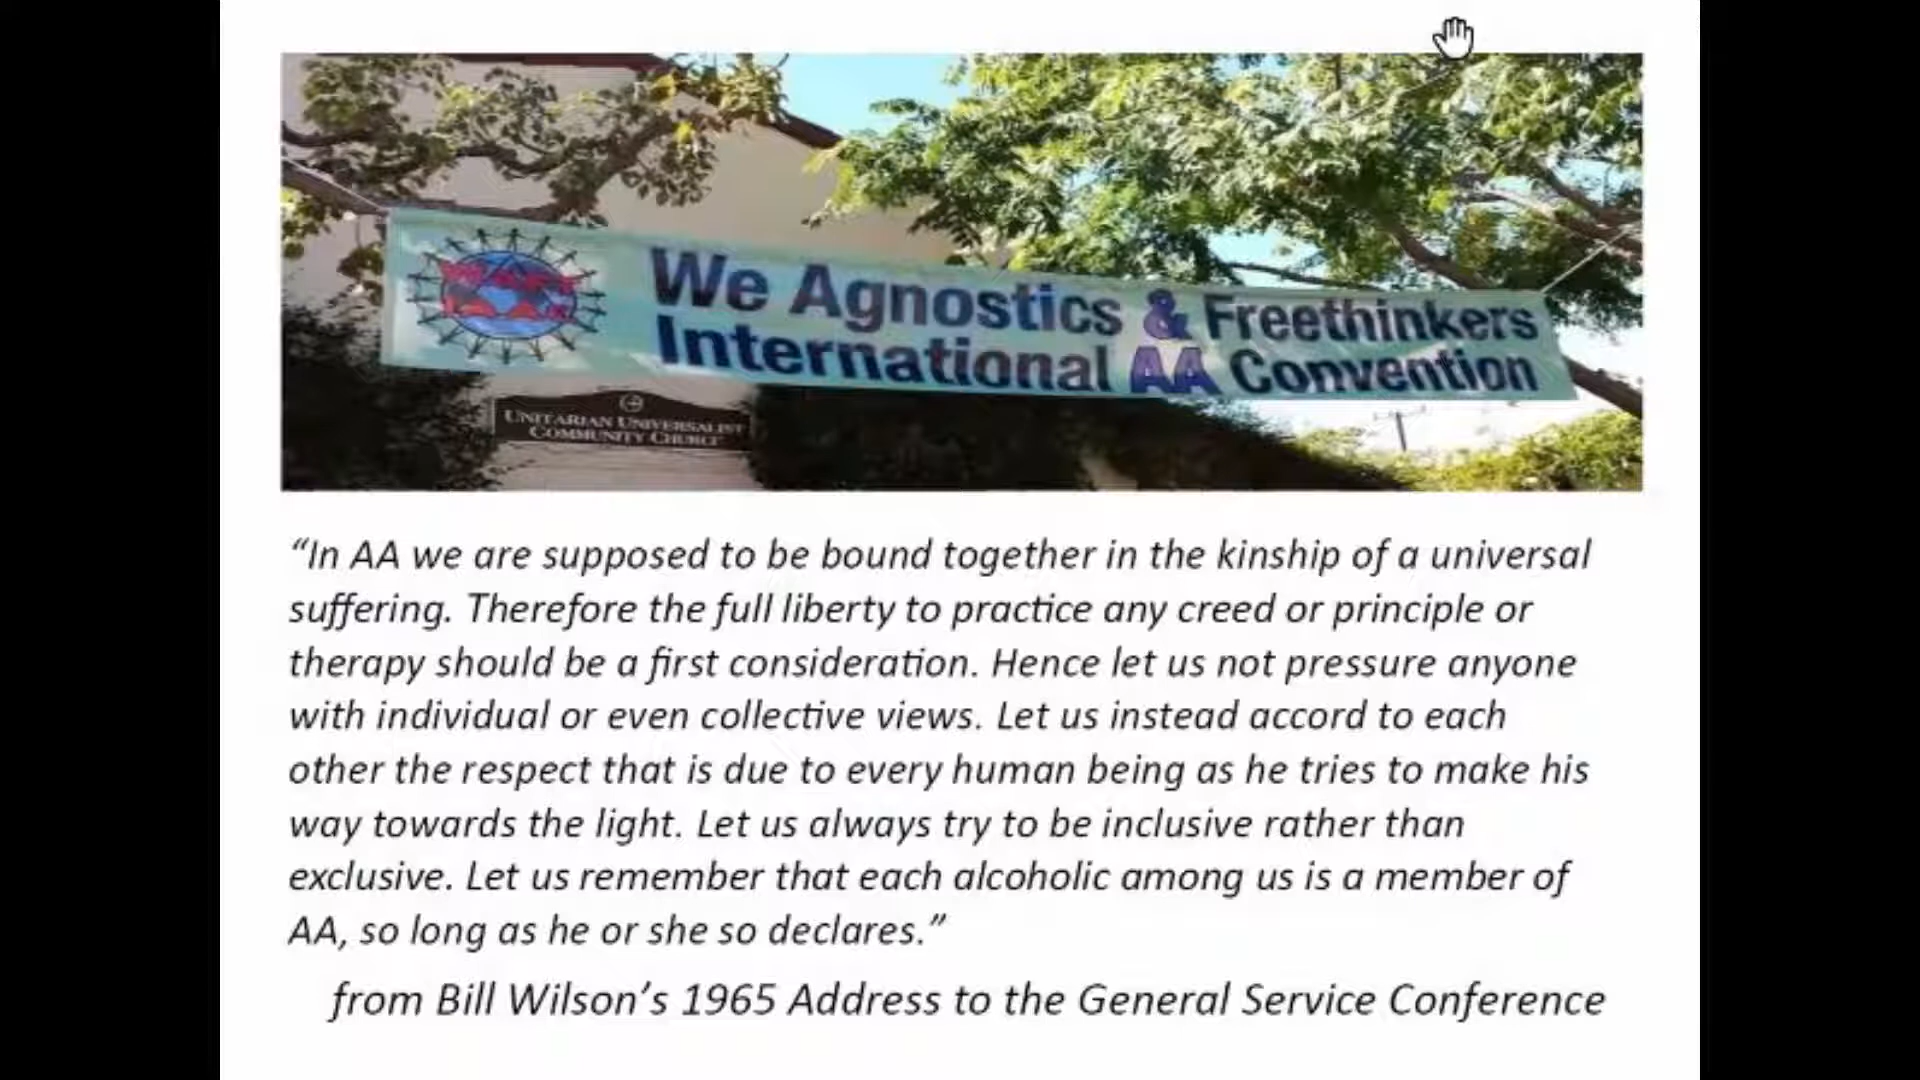 We Agnostics & Freethinkers
International AA Convention
UNITARIAN UNIVERSALIST
COMMUNITY CHURCH
“In AA we are supposed to be bound together in the kinship of a universal
suffering. Therefore the full liberty to practice any creed or principle or
therapy should be a first consideration. Hence let us not pressure anyone
with individual or even collective views. Let us instead accord to each
other the respect that is due to every human being as he tries to make his
way towards the light. Let us always try to be inclusive rather than
exclusive. Let us remember that each alcoholic among us is a member of
AA, so long as he or she so declares.”
from Bill Wilson’s 1965 Address to the General Service Conference